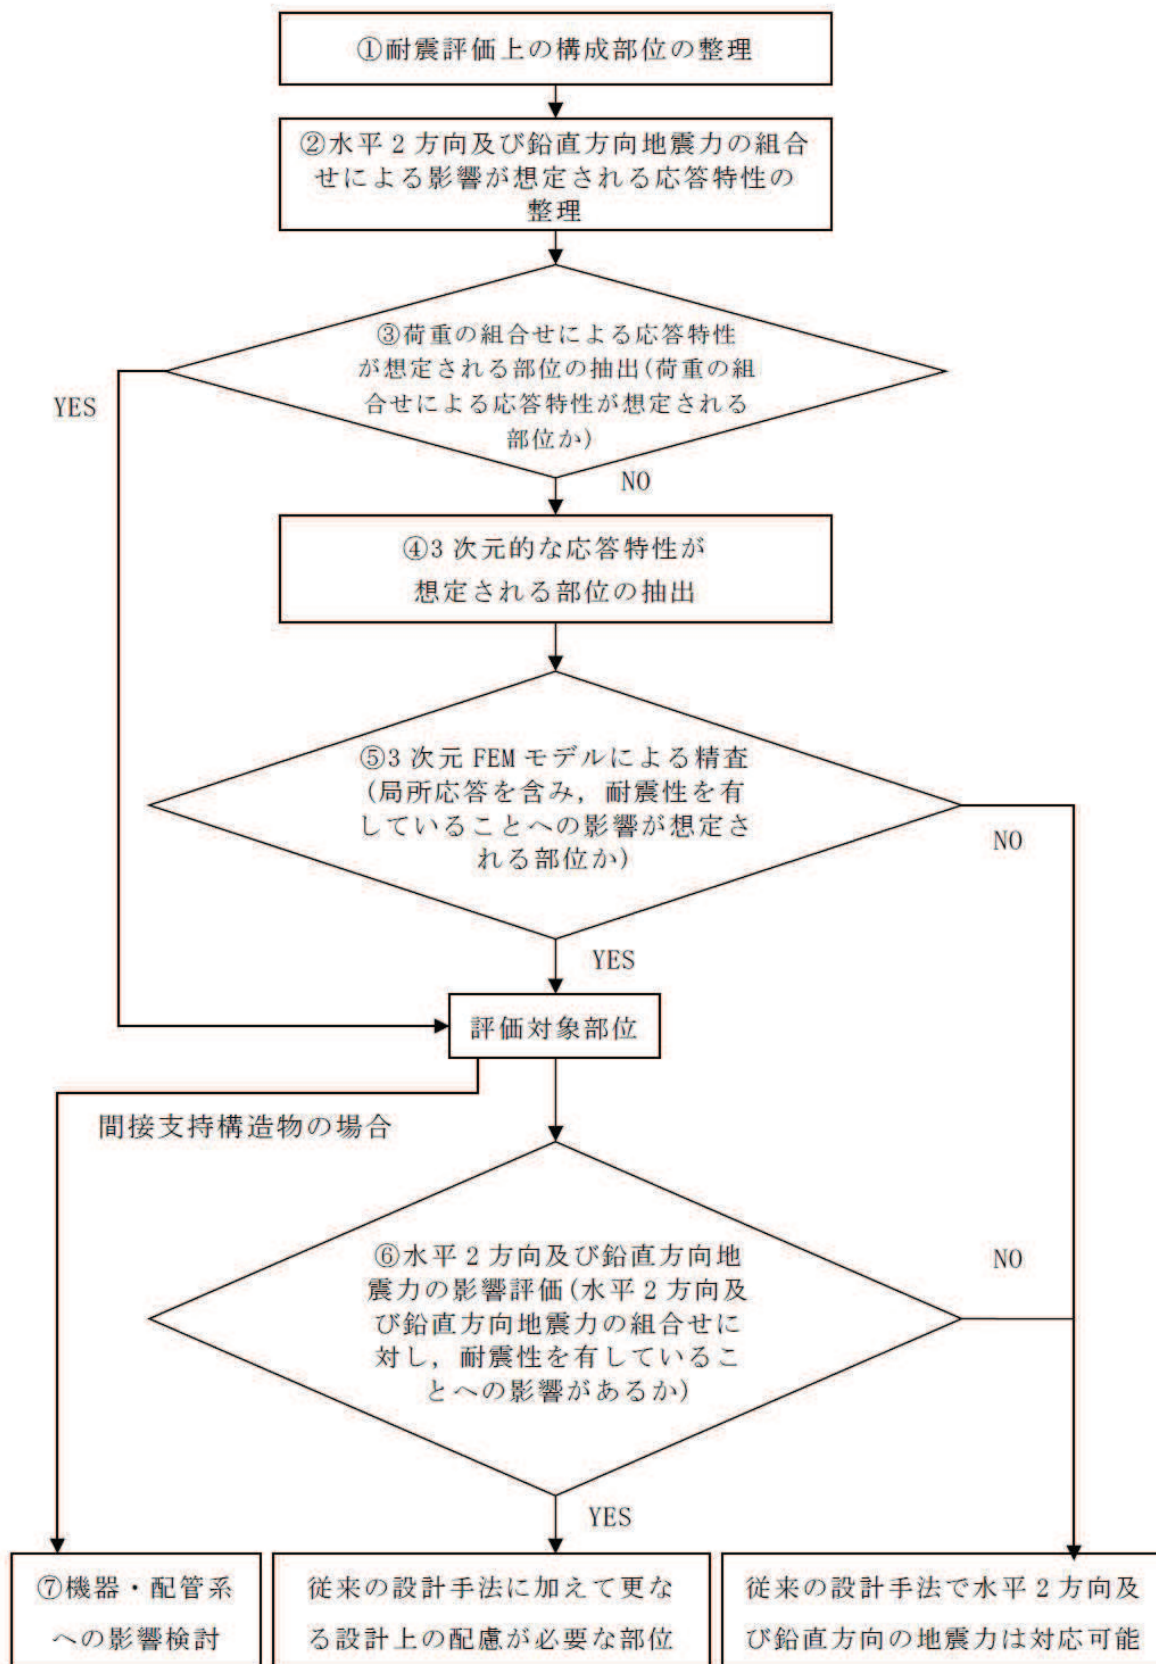 ①耐震評価上の構成部位の整理
②水平2方向及び鉛直方向地震力の組合
せによる影響が想定される応答特性の
整理
③荷重の組合せによる応答特性
が想定される部位の抽出(荷重の組
合せによる応答特性が想定される
部位か)
YES
NO
④3次元的な応答特性が
想定される部位の抽出
⑤3次元FEMモデルによる精査
(局所応答を含み，耐震性を有
していることへの影響が想定さ
れる部位か)
NO
YES
評価対象部位
間接支持構造物の場合
⑥水平2方向及び鉛直方向地
震力の影響評価(水平2方向及
び鉛直方向地震力の組合せに
対し，耐震性を有しているこ
とへの影響があるか)
NO
YES
⑦機器・配管系
への影響検討
従来の設計手法に加えて更な
る設計上の配慮が必要な部位
従来の設計手法で水平2方向及
び鉛直方向の地震力は対応可能